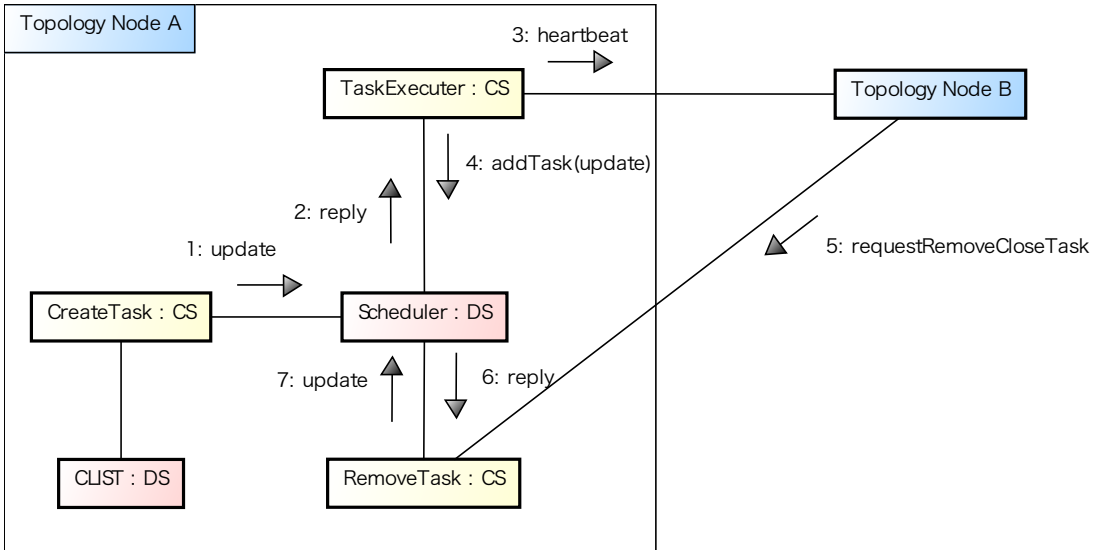 Topology Node A
3: heartbeat
TaskExecuter : CS
Topology Node B
4: addTask(update)
2: reply
1: update
5: requestRemoveCloseTask
CreateTask : CS
Scheduler : DS
7: update
6: reply
CLIST : DS
RemoveTask : CS